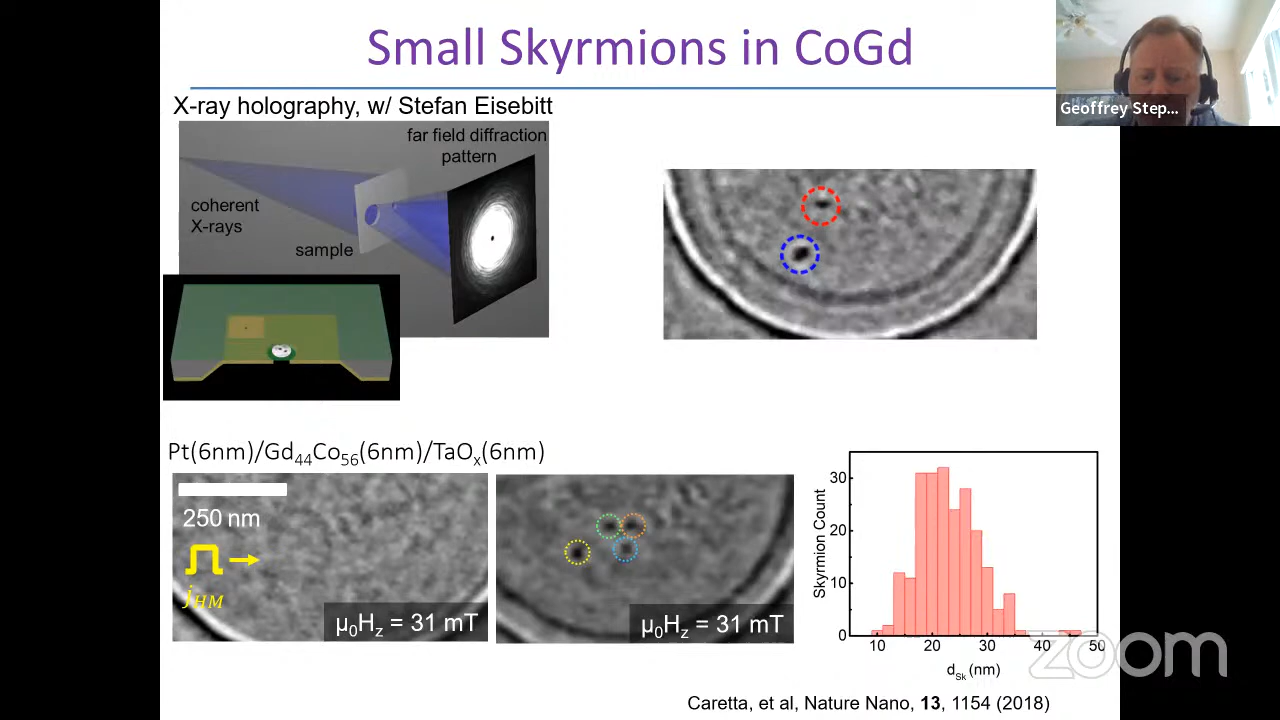 Small Skyrmions in CoGd
Geoffrey Step...
X-ray holography, w/ Stefan Eisebitt
far field diffraction
pattern
coherent
X-rays
sample
Pt(6nm)/Gd44Co56(6nm)/TaOx(6nm)
250 nm
jHM
μ0Hz = 31 mT
μ0Hz = 31 mT
Skyrmion Count
30
20
10
0
10
20
30
40
50
dSk (nm)
zoom
Caretta, et al, Nature Nano, 13, 1154 (2018)